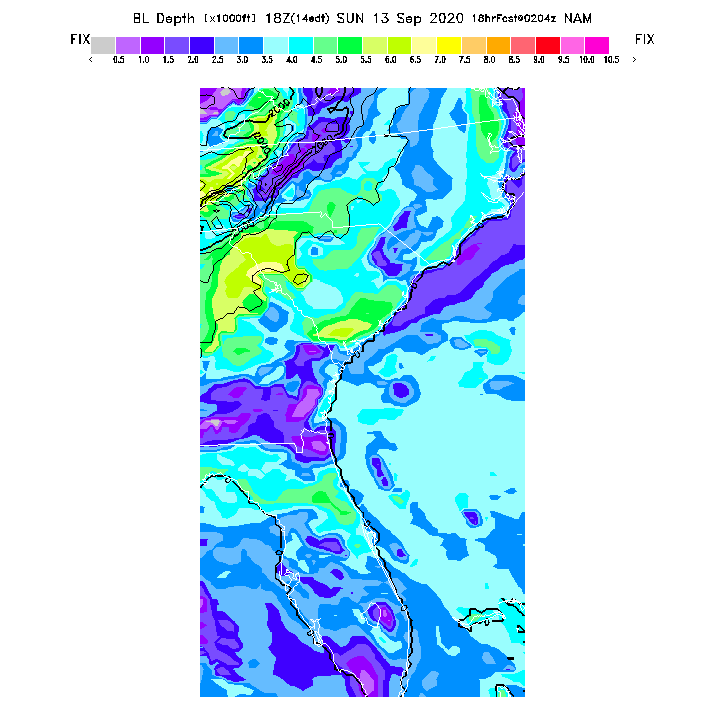 BL Depth [x1000ft] 18Z(14edt) SUN 13 Sep 2020 18hrFcst@0204z NAM
FIX FIX
< 0.5 1.0 1.5 2.0 2.5 3.0 3.5 4.0 4.5 5.0 5.5 6.0 6.5 7.0 7.5 8.0 8.5 9.0 9.5 10.0 10.5 >
2000